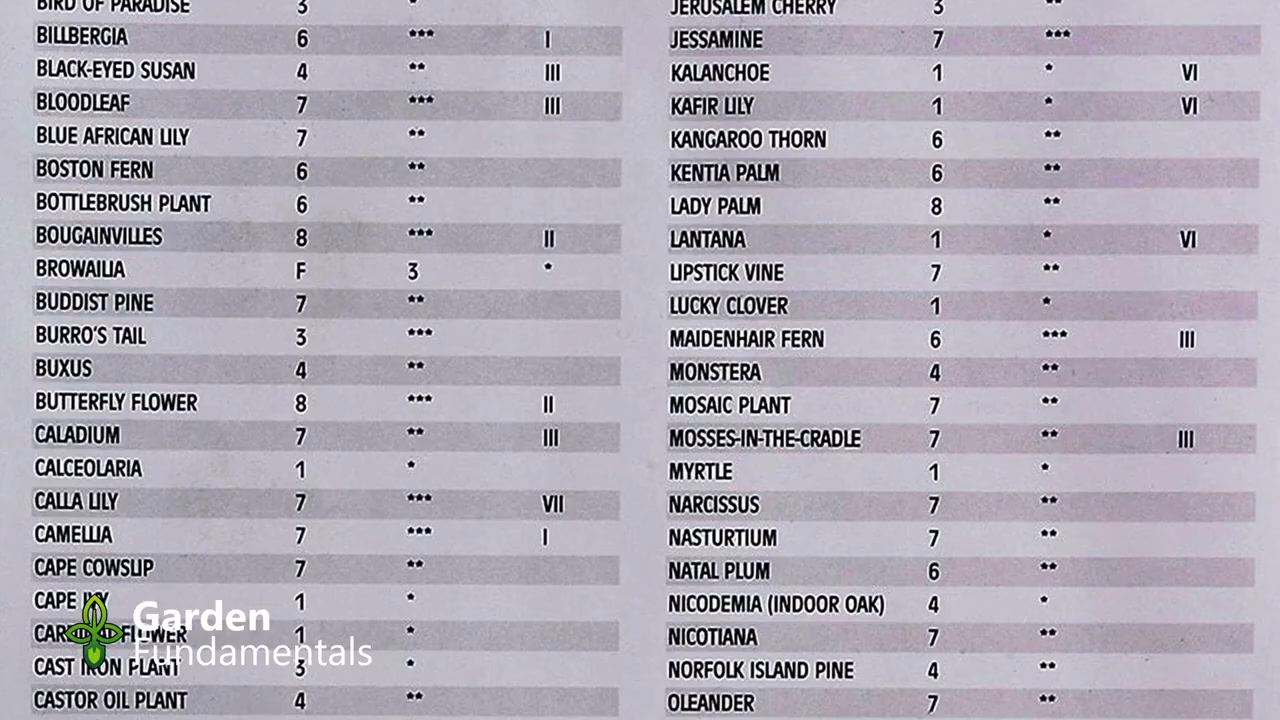 BIRD OF PARADISE 3 *
BILLBERGIA 6 *** I
BLACK-EYED SUSAN 4 ** III
BLOODLEAF 7 *** III
BLUE AFRICAN LILY 7 **
BOSTON FERN 6 **
BOTTLEBRUSH PLANT 6 **
BOUGAINVILLES 8 *** II
BROWAILIA F 3 *
BUDDIST PINE 7 **
BURRO'S TAIL 3 ***
BUXUS 4 **
BUTTERFLY FLOWER 8 *** II
CALADIUM 7 ** III
CALCEOLARIA 1 *
CALLA LILY 7 *** VII
CAMELLIA 7 *** I
CAPE COWSLIP 7 **
CAPE IVY 1 *
FLOWER 1 *
CAST IRON PLANT 3 *
CASTOR OIL PLANT 4 **
JERUSALEM CHERRY 3 **
JESSAMINE 7 ***
KALANCHOE 1 * VI
KAFIR LILY 1 * VI
KANGAROO THORN 6 **
KENTIA PALM 6 **
LADY PALM 8 **
LANTANA 1 * VI
LIPSTICK VINE 7 **
LUCKY CLOVER 1 *
MAIDENHAIR FERN 6 *** III
MONSTERA 4 **
MOSAIC PLANT 7 **
MOSSES-IN-THE-CRADLE 7 ** III
MYRTLE 1 *
NARCISSUS 7 **
NASTURTIUM 7 **
NATAL PLUM 6 **
NICODEMIA (INDOOR OAK) 4 *
NICOTIANA 7 **
NORFOLK ISLAND PINE 4 **
OLEANDER 7 **
Garden
Fundamentals